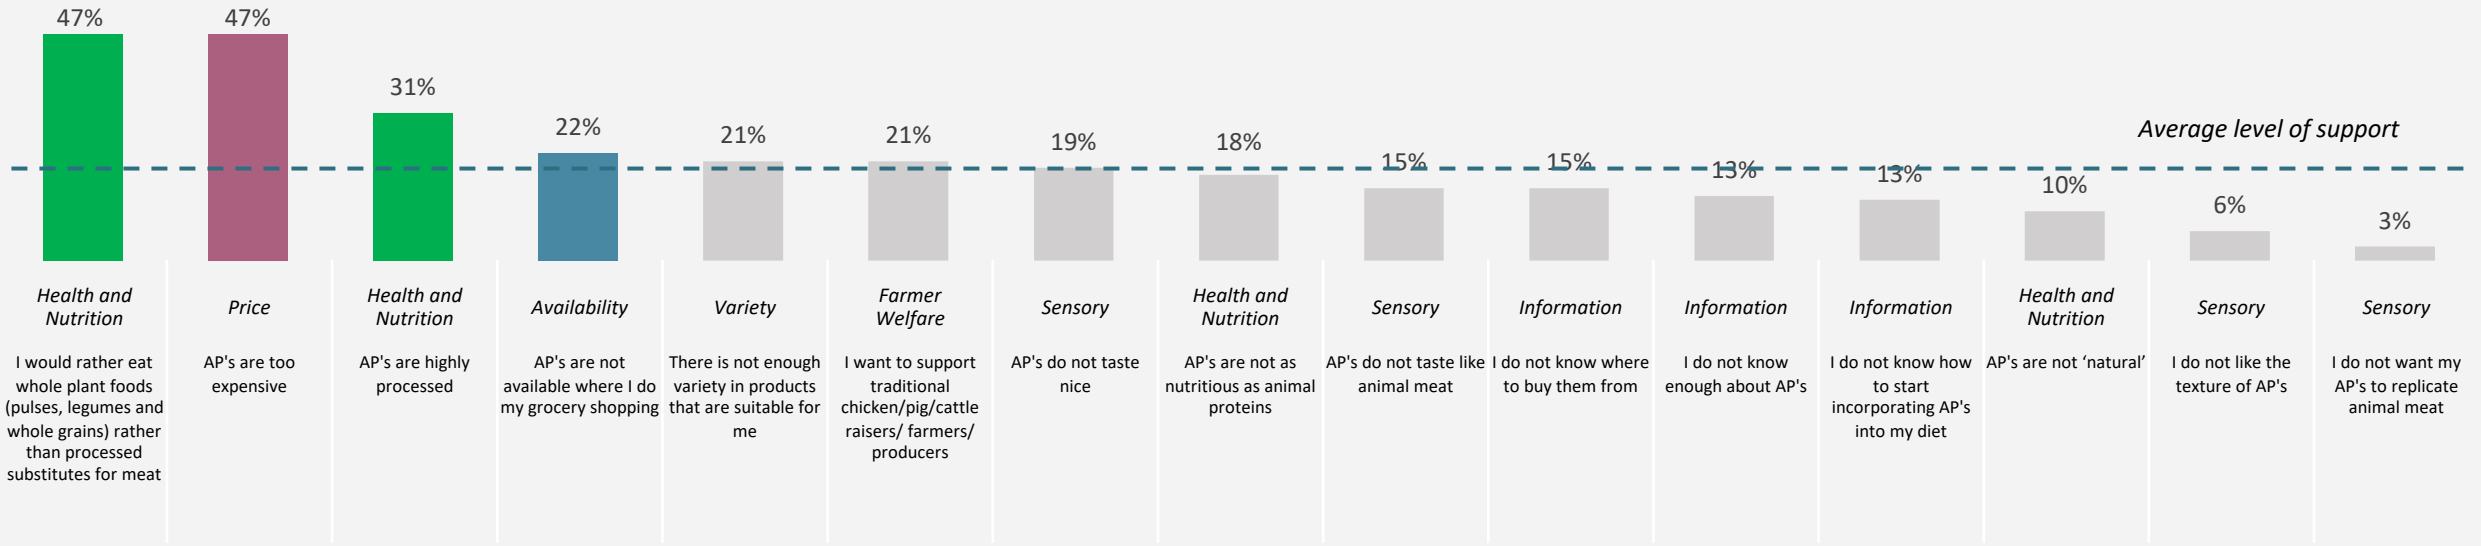 47%
47%
31%
22%
21%
21%
19%
18%
15%
15%
13%
13%
10%
6%
3%
Average level of support
Health and
Nutrition
Price
Health and
Nutrition
Availability
Variety
Farmer
Welfare
Sensory
Health and
Nutrition
Sensory
Information
Information
Information
Health and
Nutrition
Sensory
Sensory
I would rather eat
whole plant foods
(pulses, legumes and
whole grains) rather
than processed
substitutes for meat
AP's are too
expensive
AP's are highly
processed
AP's are not
available where I do
my grocery shopping
There is not enough
variety in products
that are suitable for
me
I want to support
traditional
chicken/pig/cattle
raisers/ farmers/
producers
AP's do not taste
nice
AP's are not as
nutritious as animal
proteins
AP's do not taste like
animal meat
I do not know where
to buy them from
I do not know
enough about AP's
I do not know how
to start
incorporating AP's
into my diet
AP's are not ‘natural’
I do not like the
texture of AP's
I do not want my
AP's to replicate
animal meat